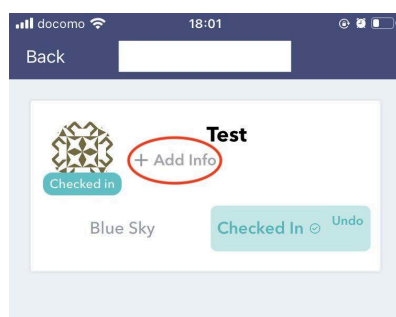 docomo 18:01
Back
Test
+ Add Info
Checked in
Blue Sky Checked In Undo